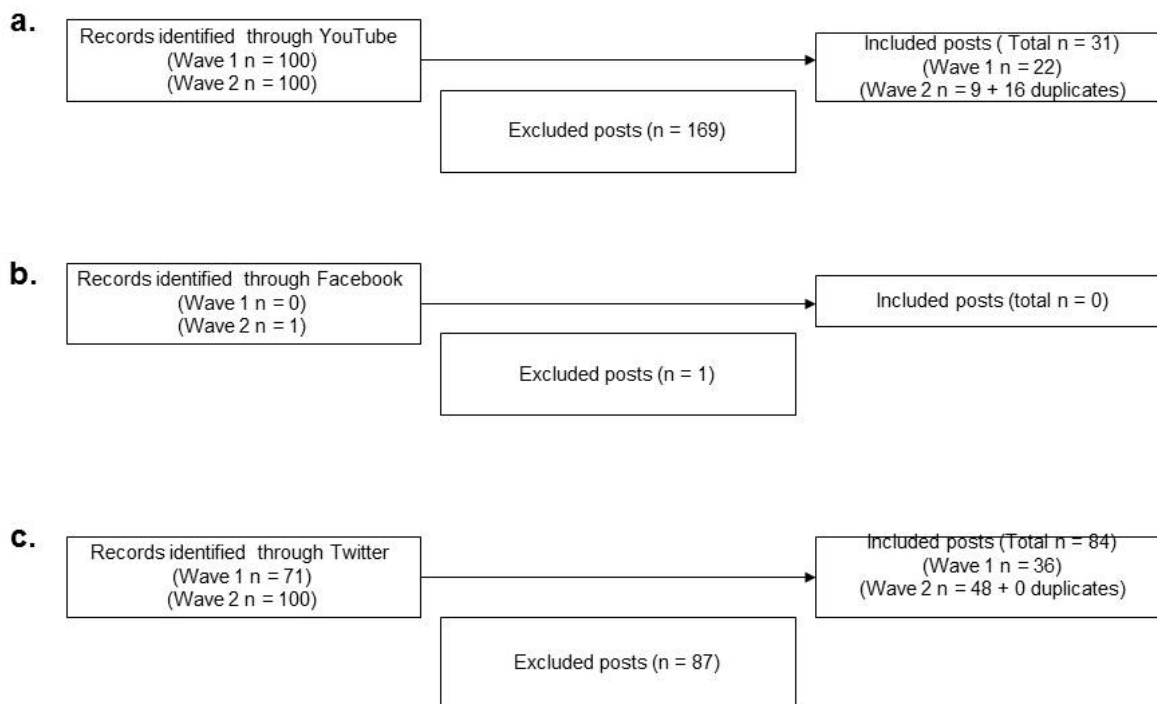 a.
Records identified through YouTube
(Wave 1 n = 100)
(Wave 2 n = 100)
Excluded posts (n = 169)
Included posts ( Total n = 31)
(Wave 1 n = 22)
(Wave 2 n = 9 + 16 duplicates)
b.
Records identified through Facebook
(Wave 1 n = 0)
(Wave 2 n = 1)
Excluded posts (n = 1)
Included posts (total n = 0)
c.
Records identified through Twitter
(Wave 1 n = 71)
(Wave 2 n = 100)
Excluded posts (n = 87)
Included posts (Total n = 84)
(Wave 1 n = 36)
(Wave 2 n = 48 + 0 duplicates)